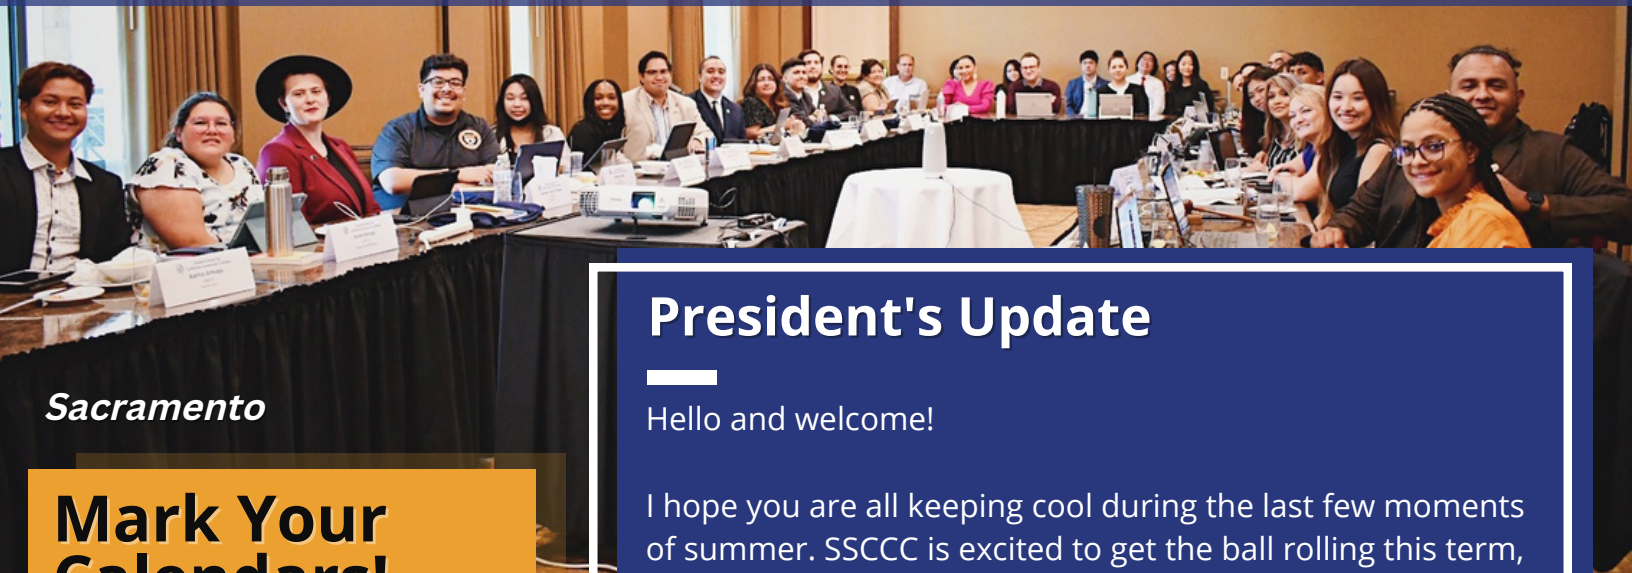 President's Update
Hello and welcome!
I hope you are all keeping cool during the last few moments
of summer. SSCCC is excited to get the ball rolling this term,
Sacramento
Mark Your
Calendars!